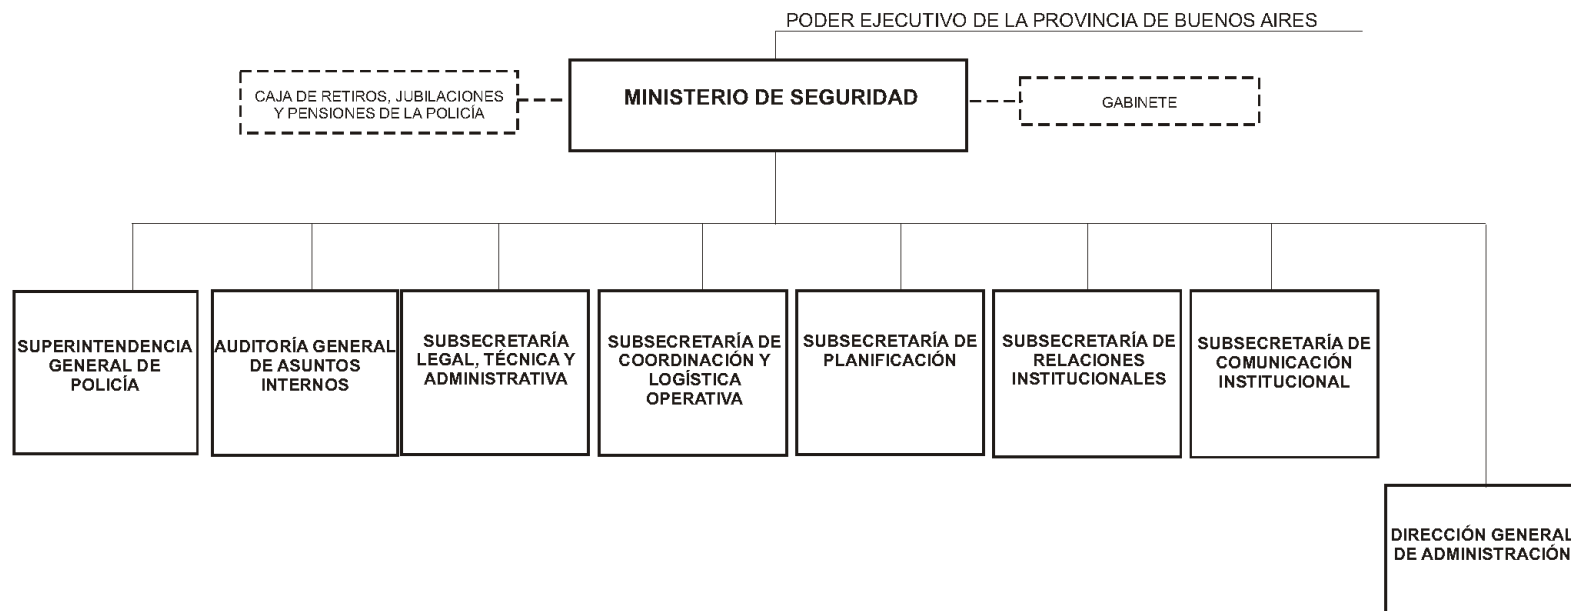 PODER EJECUTIVO DE LA PROVINCIA DE BUENOS AIRES
CAJA DE RETIROS, JUBILACIONES
Y PENSIONES DE LA POLICÍA
MINISTERIO DE SEGURIDAD
GABINETE
SUPERINTENDENCIA
GENERAL DE
POLICÍA
AUDITORÍA GENERAL
DE ASUNTOS
INTERNOS
SUBSECRETARÍA
LEGAL, TÉCNICA Y
ADMINISTRATIVA
SUBSECRETARÍA DE
COORDINACIÓN Y
LOGÍSTICA
OPERATIVA
SUBSECRETARÍA DE
PLANIFICACIÓN
SUBSECRETARÍA DE
RELACIONES
INSTITUCIONALES
SUBSECRETARÍA DE
COMUNICACIÓN
INSTITUCIONAL
DIRECCIÓN GENERAL
DE ADMINISTRACIÓN